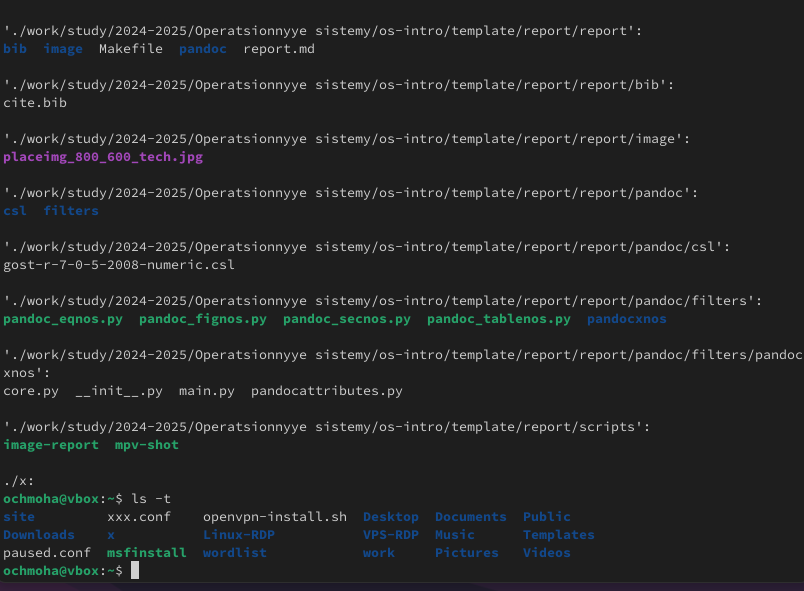 './work/study/2024-2025/Operatsionnyye sistemy/os-intro/template/report/report':
bib  image  Makefile  pandoc  report.md
'./work/study/2024-2025/Operatsionnyye sistemy/os-intro/template/report/report/bib':
cite.bib
'./work/study/2024-2025/Operatsionnyye sistemy/os-intro/template/report/report/image':
placeimg_800_600_tech.jpg
'./work/study/2024-2025/Operatsionnyye sistemy/os-intro/template/report/report/pandoc':
csl  filters
'./work/study/2024-2025/Operatsionnyye sistemy/os-intro/template/report/report/pandoc/csl':
gost-r-7-0-5-2008-numeric.csl
'./work/study/2024-2025/Operatsionnyye sistemy/os-intro/template/report/report/pandoc/filters':
pandoc_eqnos.py  pandoc_fignos.py  pandoc_secnos.py  pandoc_tablenos.py  pandocxnos
'./work/study/2024-2025/Operatsionnyye sistemy/os-intro/template/report/report/pandoc/filters/pandoc
xnos':
core.py  __init__.py  main.py  pandocattributes.py
'./work/study/2024-2025/Operatsionnyye sistemy/os-intro/template/report/scripts':
image-report  mpv-shot
./x:
ochmoha@vbox:~$ ls -t
site  xxx.conf  openvpn-install.sh  Desktop  Documents  Public
Downloads  x  Linux-RDP  VPS-RDP  Music  Templates
paused.conf  msfinstall  wordlist  work  Pictures  Videos
ochmoha@vbox:~$